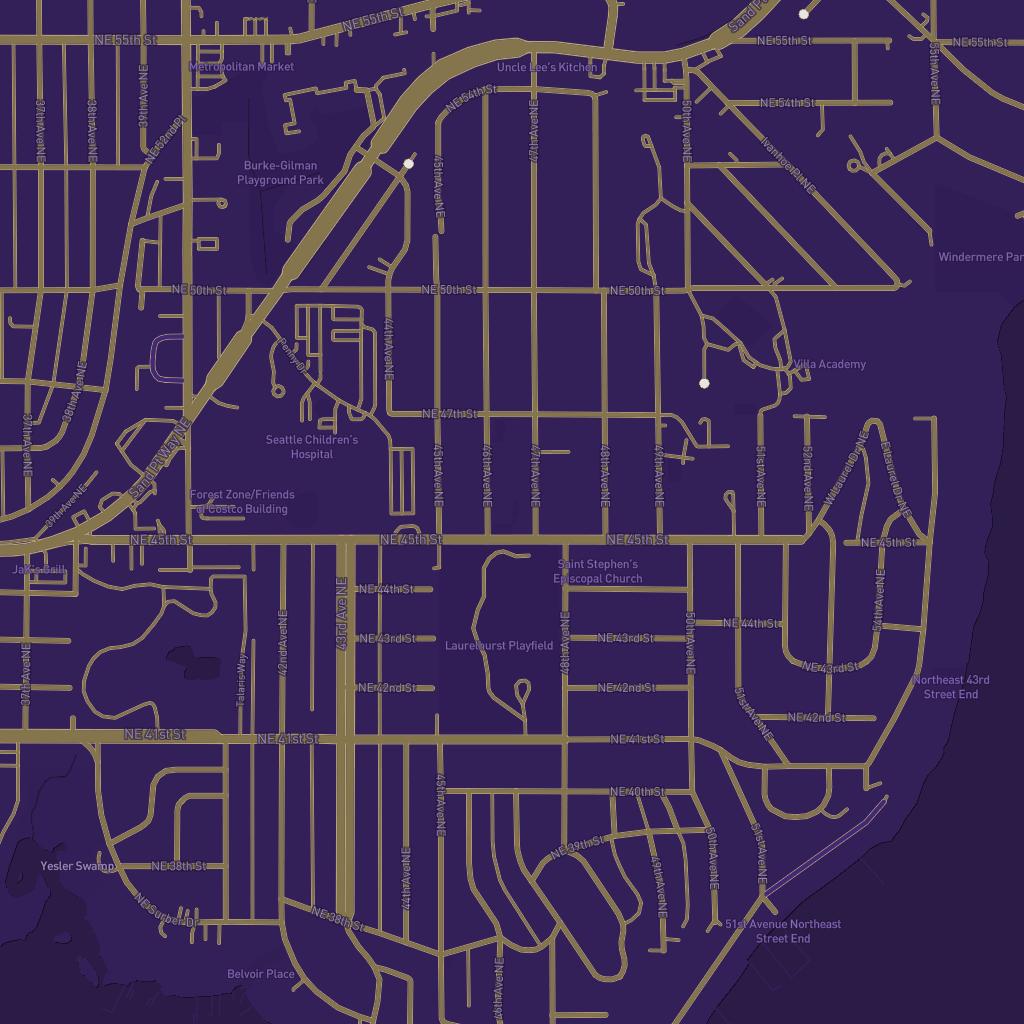 NE 55th St
Sand P
NE 55th St
NE 55th St
NE 55th St
Metropolitan Market
Uncle Lee's Kitchen
39th Ave NE
55th Ave NE
NE 54th St
NE 54th St
37th Ave NE
38th Ave NE
NE 52nd Pl
47th Ave NE
50th Ave NE
Ivanhoe Pl NE
Burke-Gilman
Playground Park
45th Ave NE
Windermere Par
NE 50th St
NE 50th St
NE 50th St
44th Ave NE
Penny Dr
Villa Academy
38th Ave NE
NE 47th St
37th Ave NE
Sand Pt Way NE
Seattle Children's
Hospital
45th Ave NE
46th Ave NE
47th Ave NE
48th Ave NE
49th Ave NE
51st Ave NE
52nd Ave NE
W Laurelhurst Dr NE
E Laurelhurst Dr NE
39th Ave NE
Forest Zone/Friends
of Costco Building
NE 45th St
NE 45th St
NE 45th St
NE 45th St
Jak's Grill
Saint Stephen's
Episcopal Church
NE 44th St
43rd Ave NE
54th Ave NE
42nd Ave NE
48th Ave NE
50th Ave NE
NE 44th St
NE 43rd St
Laurelhurst Playfield
NE 43rd St
37th Ave NE
Talaris Way
NE 43rd St
Northeast 43rd
Street End
NE 42nd St
NE 42nd St
51st Ave NE
NE 42nd St
NE 41st St
NE 41st St
NE 41st St
45th Ave NE
NE 40th St
51st Ave NE
50th Ave NE
NE 39th St
49th Ave NE
44th Ave NE
Yesler Swamp
NE 38th St
NE Surber Dr
NE 38th St
51st Avenue Northeast
Street End
Belvoir Place
46th Ave NE